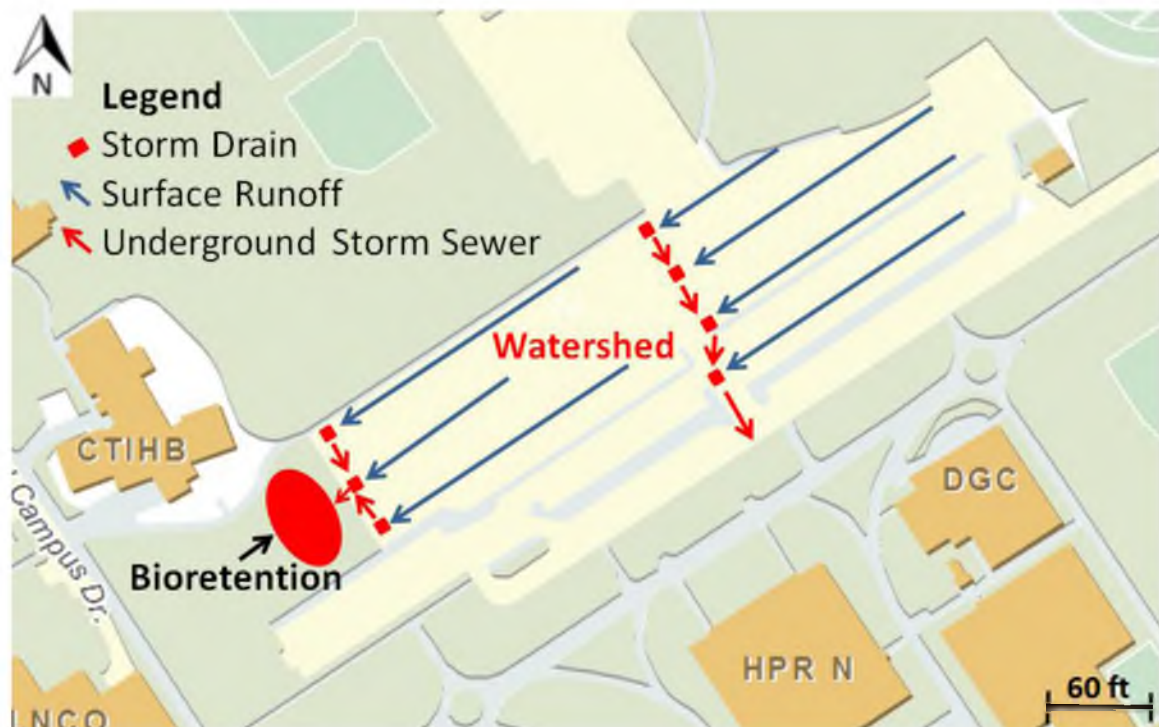 N
Legend
Storm Drain
Surface Runoff
Underground Storm Sewer
Watershed
CTIHB
Campus Dr.
Bioretention
DGC
HPR N
60 ft